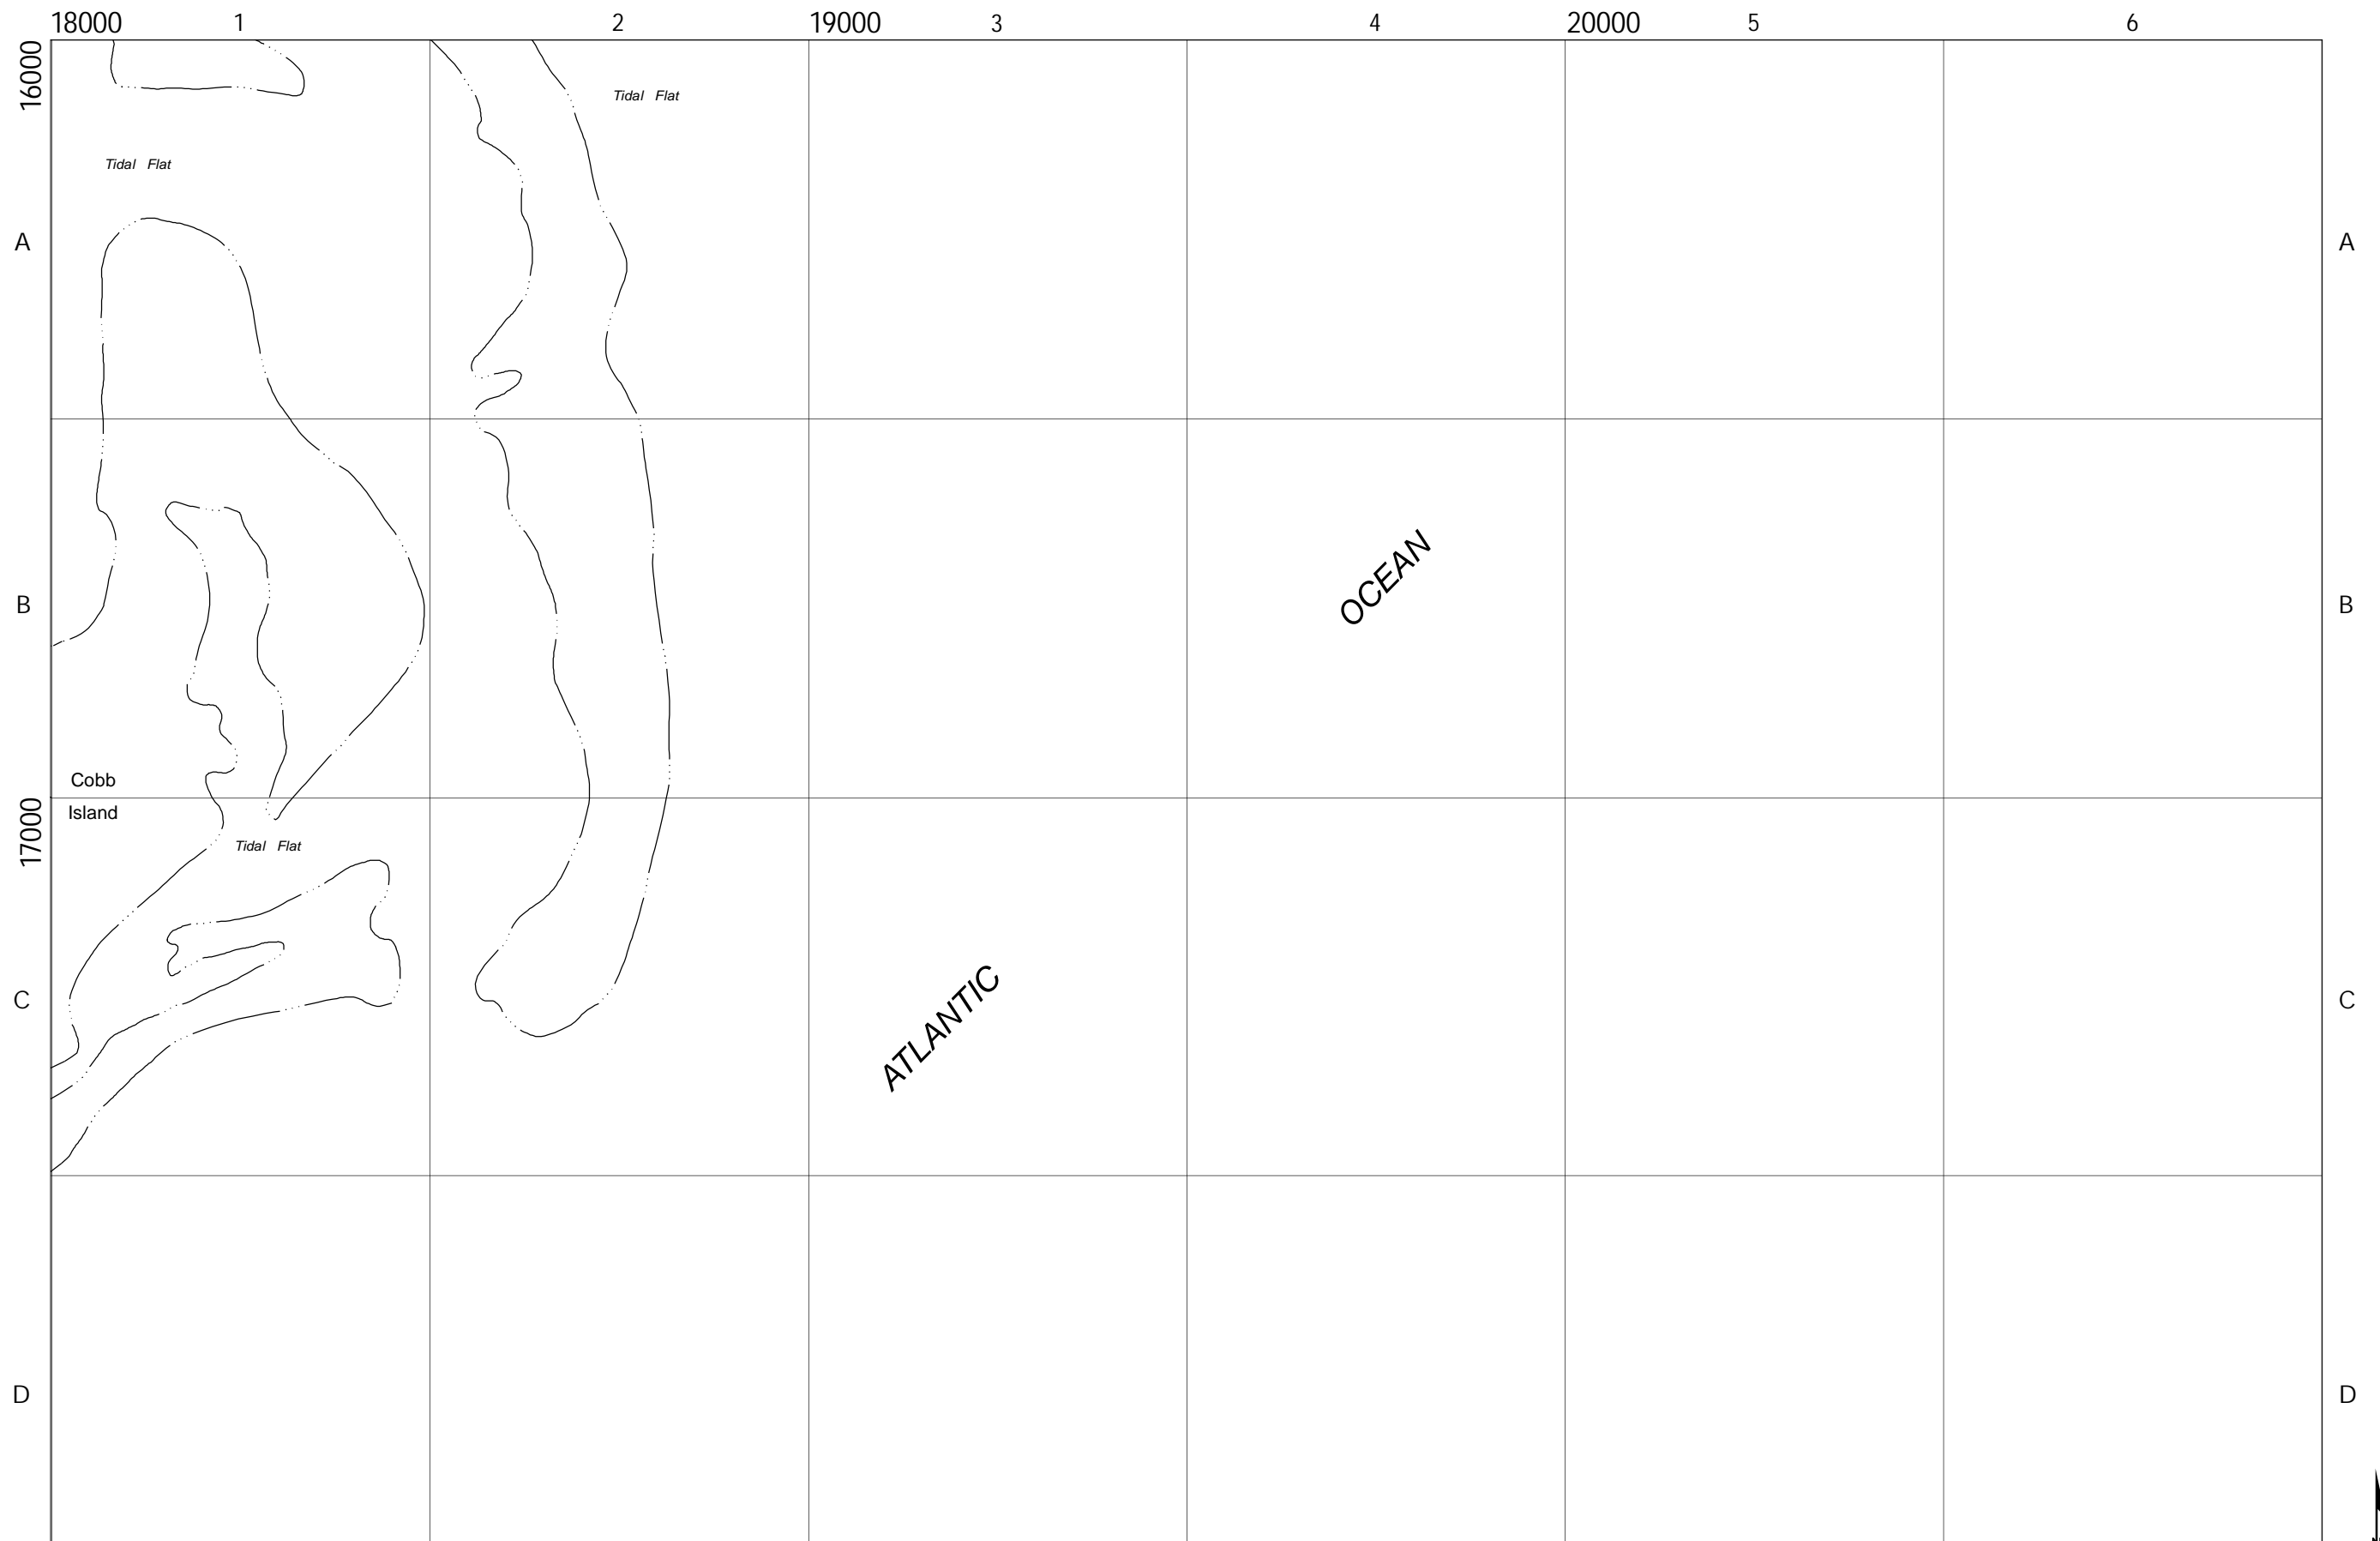 18000 1 2 19000 3 4 20000 5 6
16000
Tidal Flat
Tidal Flat
A A
OCEAN
B B
Cobb
Island
17000
Tidal Flat
ATLANTIC
C C
D D